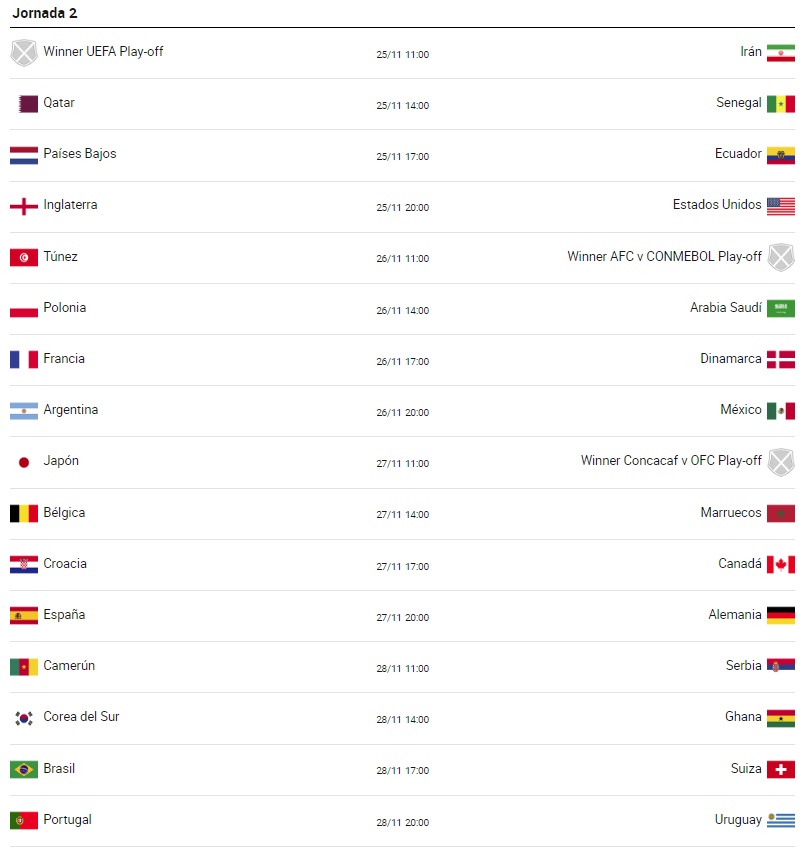 Jornada 2
Winner UEFA Play-off 25/11 11:00 Irán
Qatar 25/11 14:00 Senegal
Países Bajos 25/11 17:00 Ecuador
Inglaterra 25/11 20:00 Estados Unidos
Túnez 26/11 11:00 Winner AFC v CONMEBOL Play-off
Polonia 26/11 14:00 Arabia Saudí
Francia 26/11 17:00 Dinamarca
Argentina 26/11 20:00 México
Japón 27/11 11:00 Winner Concacaf v OFC Play-off
Bélgica 27/11 14:00 Marruecos
Croacia 27/11 17:00 Canadá
España 27/11 20:00 Alemania
Camerún 28/11 11:00 Serbia
Corea del Sur 28/11 14:00 Ghana
Brasil 28/11 17:00 Suiza
Portugal 28/11 20:00 Uruguay